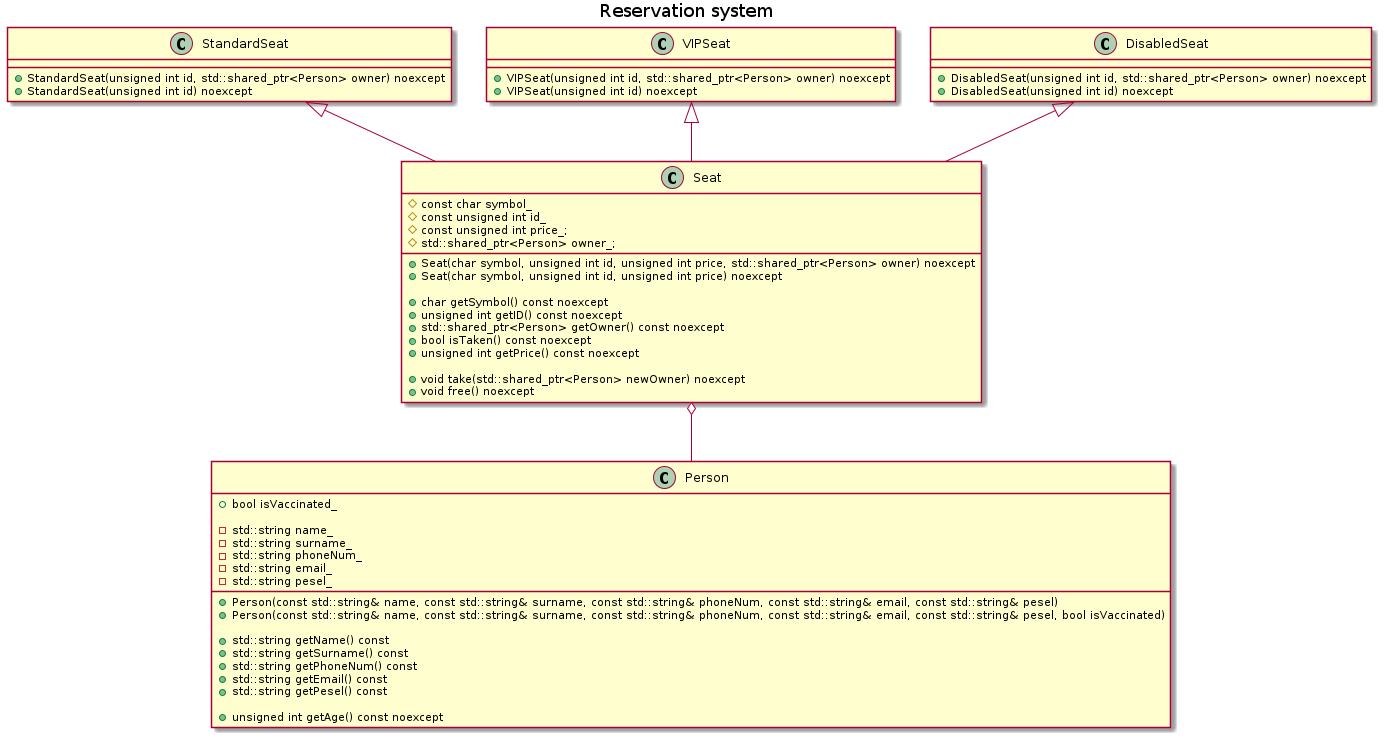 Reservation system
C StandardSeat
StandardSeat(unsigned int id, std::shared_ptr<Person> owner) noexcept
StandardSeat(unsigned int id) noexcept
C VIPSeat
VIPSeat(unsigned int id, std::shared_ptr<Person> owner) noexcept
VIPSeat(unsigned int id) noexcept
C DisabledSeat
DisabledSeat(unsigned int id, std::shared_ptr<Person> owner) noexcept
DisabledSeat(unsigned int id) noexcept
C Seat
const char symbol_
const unsigned int id_
const unsigned int price_;
std::shared_ptr<Person> owner_;
Seat(char symbol, unsigned int id, unsigned int price, std::shared_ptr<Person> owner) noexcept
Seat(char symbol, unsigned int id, unsigned int price) noexcept
char getSymbol() const noexcept
unsigned int getID() const noexcept
std::shared_ptr<Person> getOwner() const noexcept
bool isTaken() const noexcept
unsigned int getPrice() const noexcept
void take(std::shared_ptr<Person> newOwner) noexcept
void free() noexcept
C Person
bool isVaccinated_
std::string name_
std::string surname_
std::string phoneNum_
std::string email_
std::string pesel_
Person(const std::string& name, const std::string& surname, const std::string& phoneNum, const std::string& email, const std::string& pesel)
Person(const std::string& name, const std::string& surname, const std::string& phoneNum, const std::string& email, const std::string& pesel, bool isVaccinated)
std::string getName() const
std::string getSurname() const
std::string getPhoneNum() const
std::string getEmail() const
std::string getPesel() const
unsigned int getAge() const noexcept